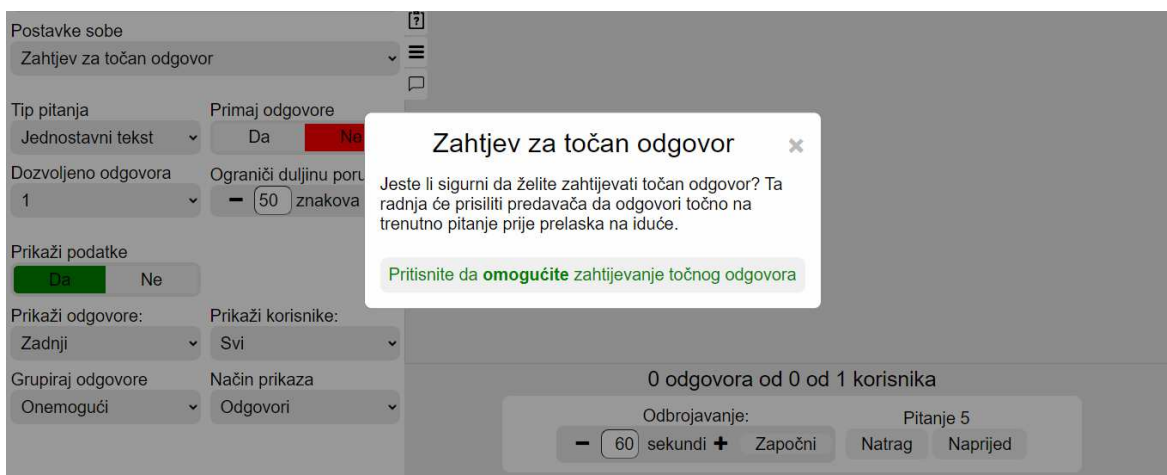 Postavke sobe
Zahtjev za točan odgovor
Tip pitanja
Primaj odgovore
Jednostavni tekst
Da
Ne
Dozvoljeno odgovora
Ograniči duljinu poru
1
50 znakova
Prikaži podatke
Da
Ne
Prikaži odgovore:
Prikaži korisnike:
Zadnji
Svi
Grupiraj odgovore
Način prikaza
Onemogući
Odgovori
Zahtjev za točan odgovor
Jeste li sigurni da želite zahtijevati točan odgovor? Ta
radnja će prisiliti predavača da odgovori točno na
trenutno pitanje prije prelaska na iduće.
Pritisnite da omogućite zahtijevanje točnog odgovora
0 odgovora od 0 od 1 korisnika
Odbrojavanje:
Pitanje 5
60 sekundi
Započni
Natrag
Naprijed